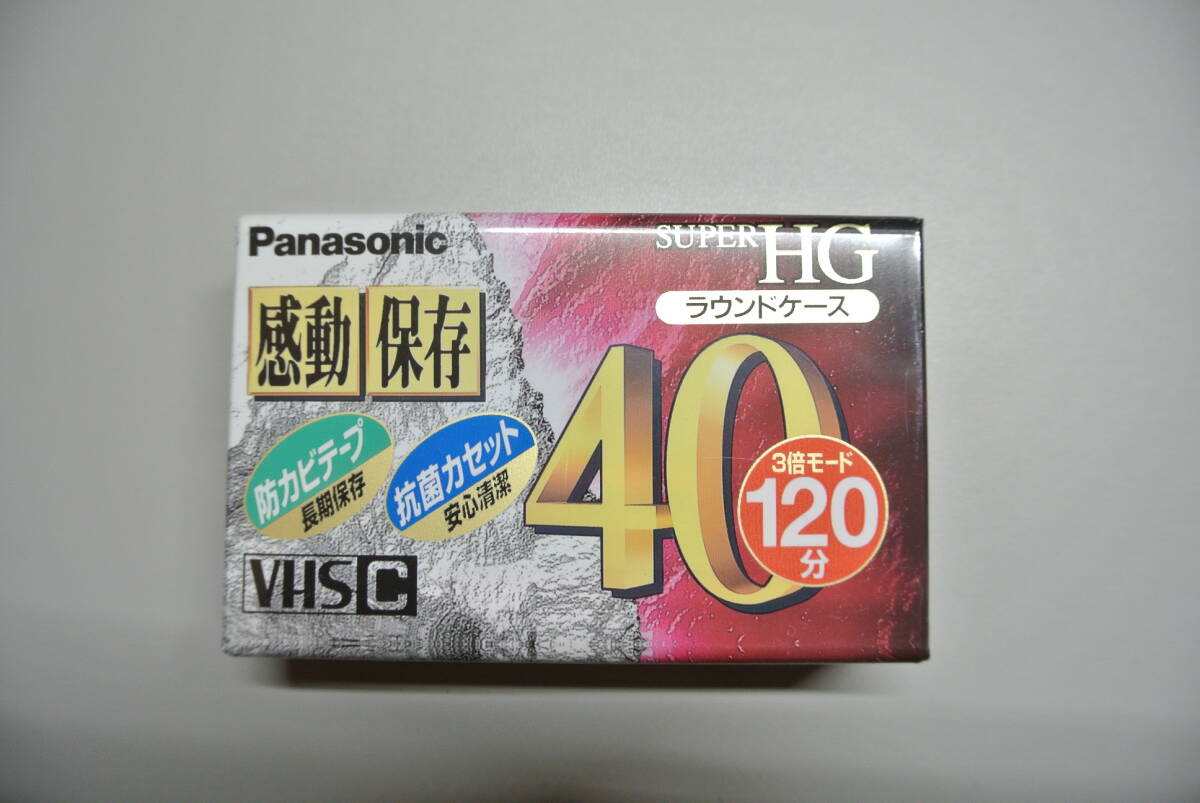 Panasonic
SUPER HG
ラウンドケース
感動 保存
防カビテープ
長期保存
抗菌カセット
安心清潔
40
3倍モード
120
分
VHS C